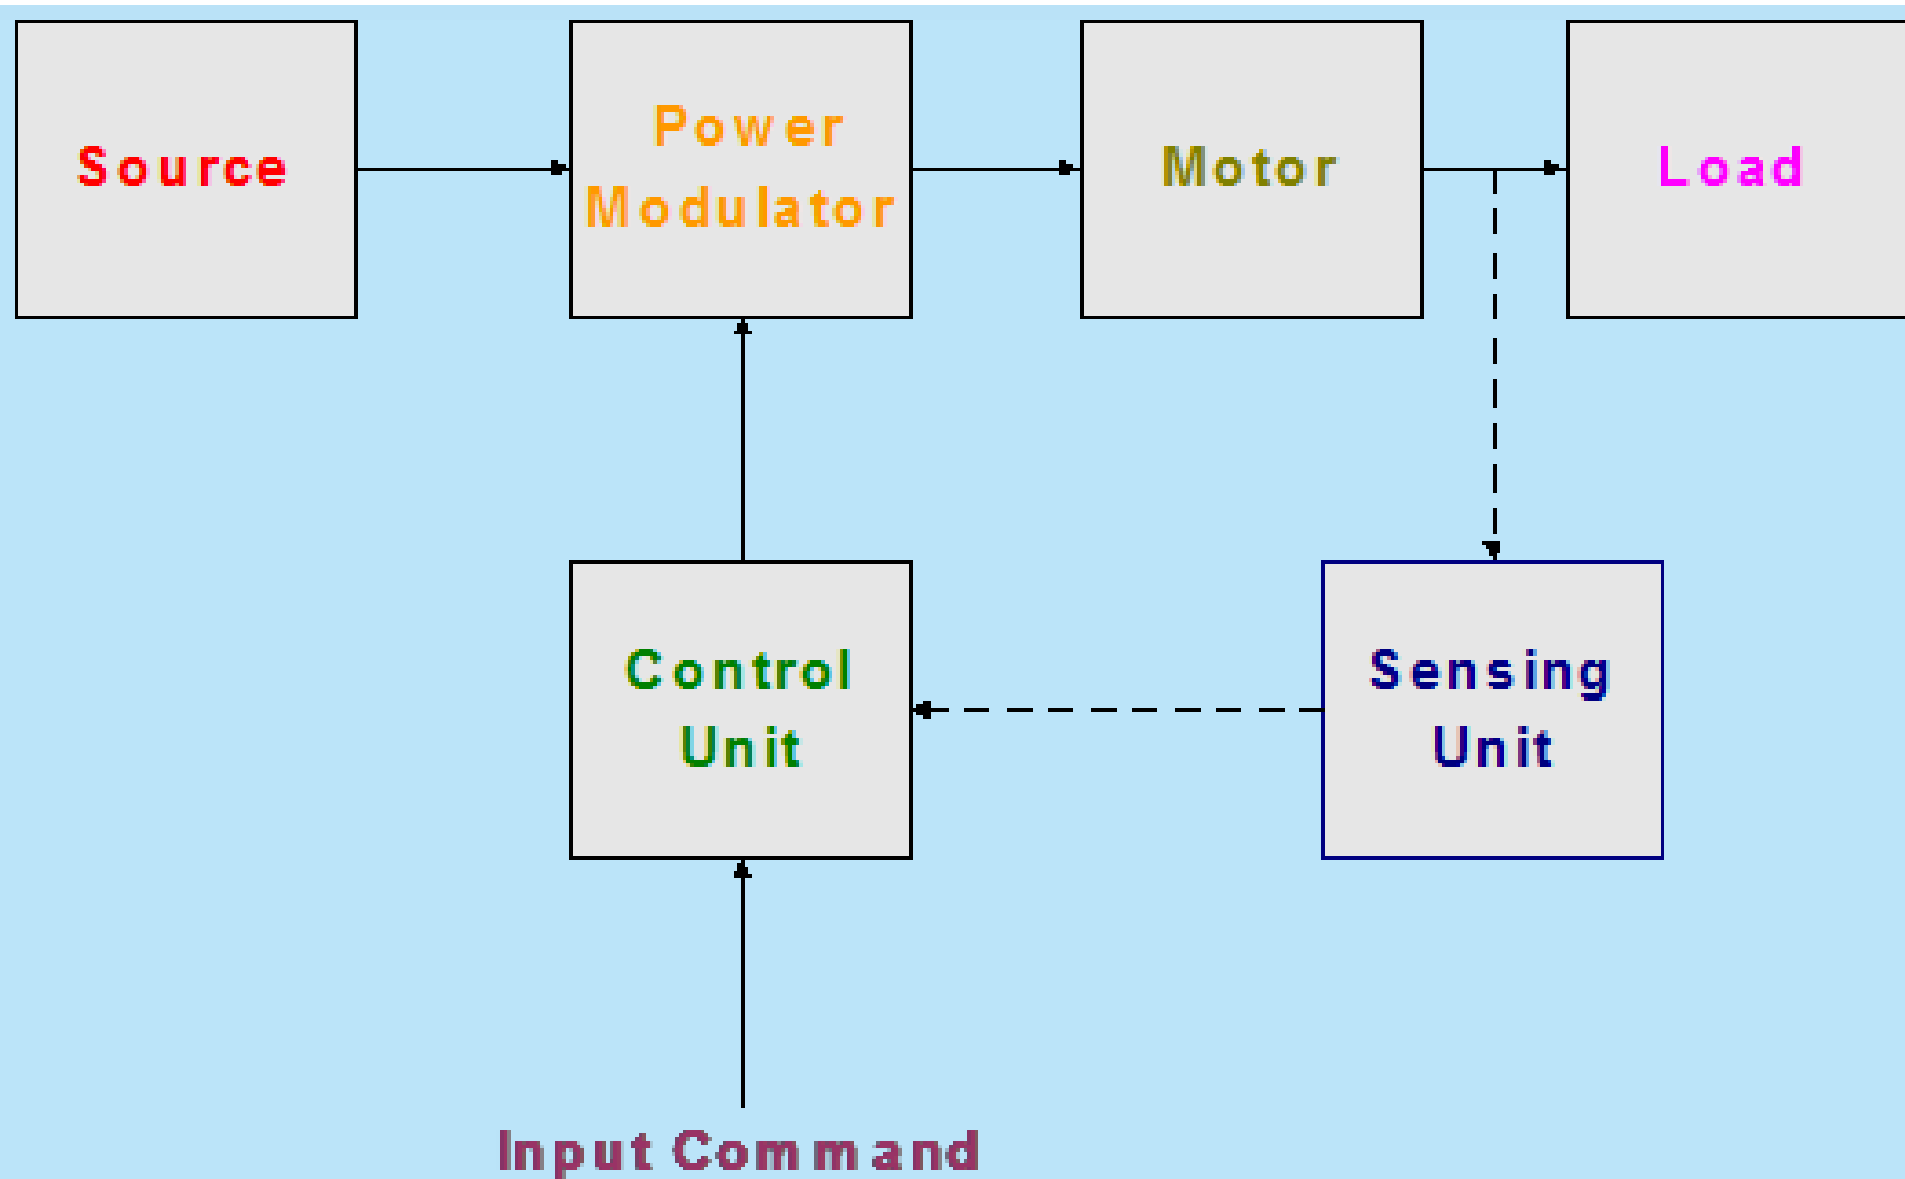 Source
Power
Modulator
Motor
Load
Control
Unit
Sensing
Unit
Input Command